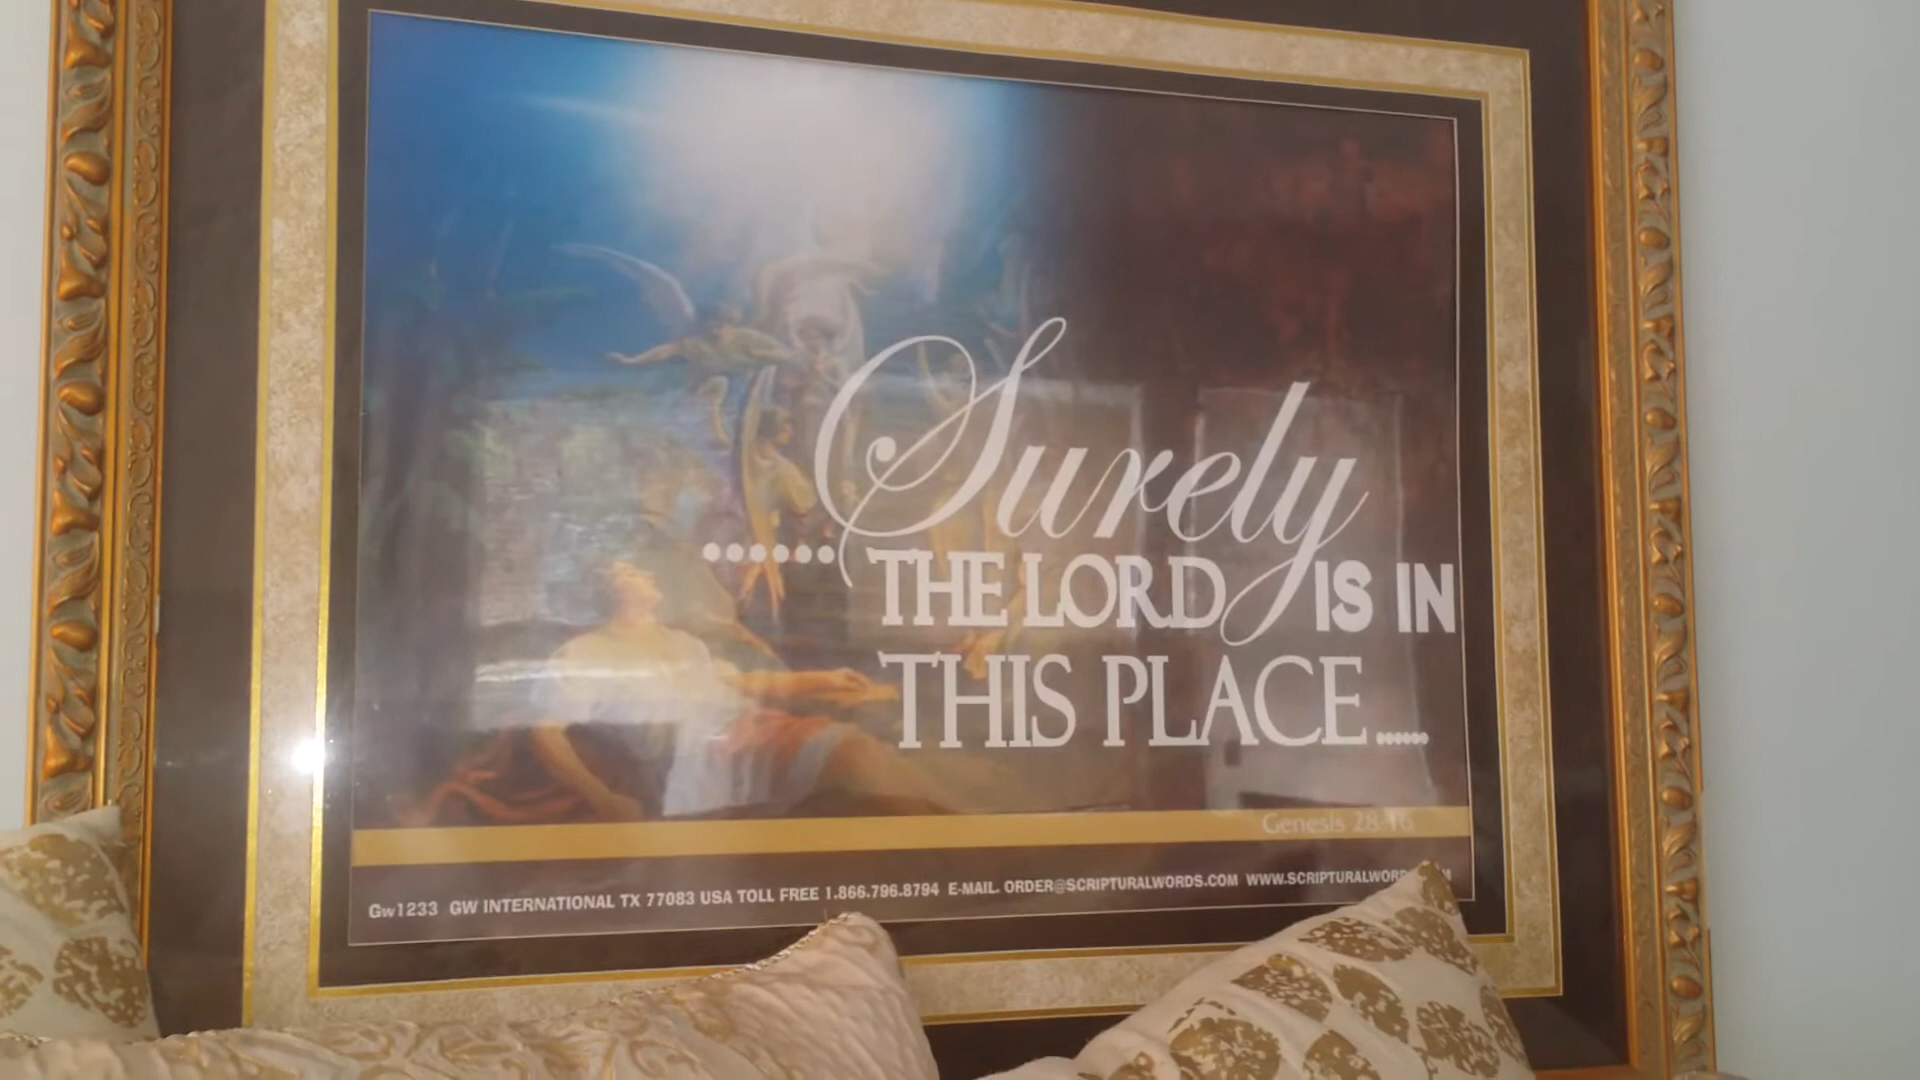 Surely
......THE LORD IS IN
THIS PLACE......
Genesis 28-16
Gw1233 GW INTERNATIONAL TX 77083 USA TOLL FREE 1.866.796.8794 E-MAIL. ORDER@SCRIPTURALWORDS.COM